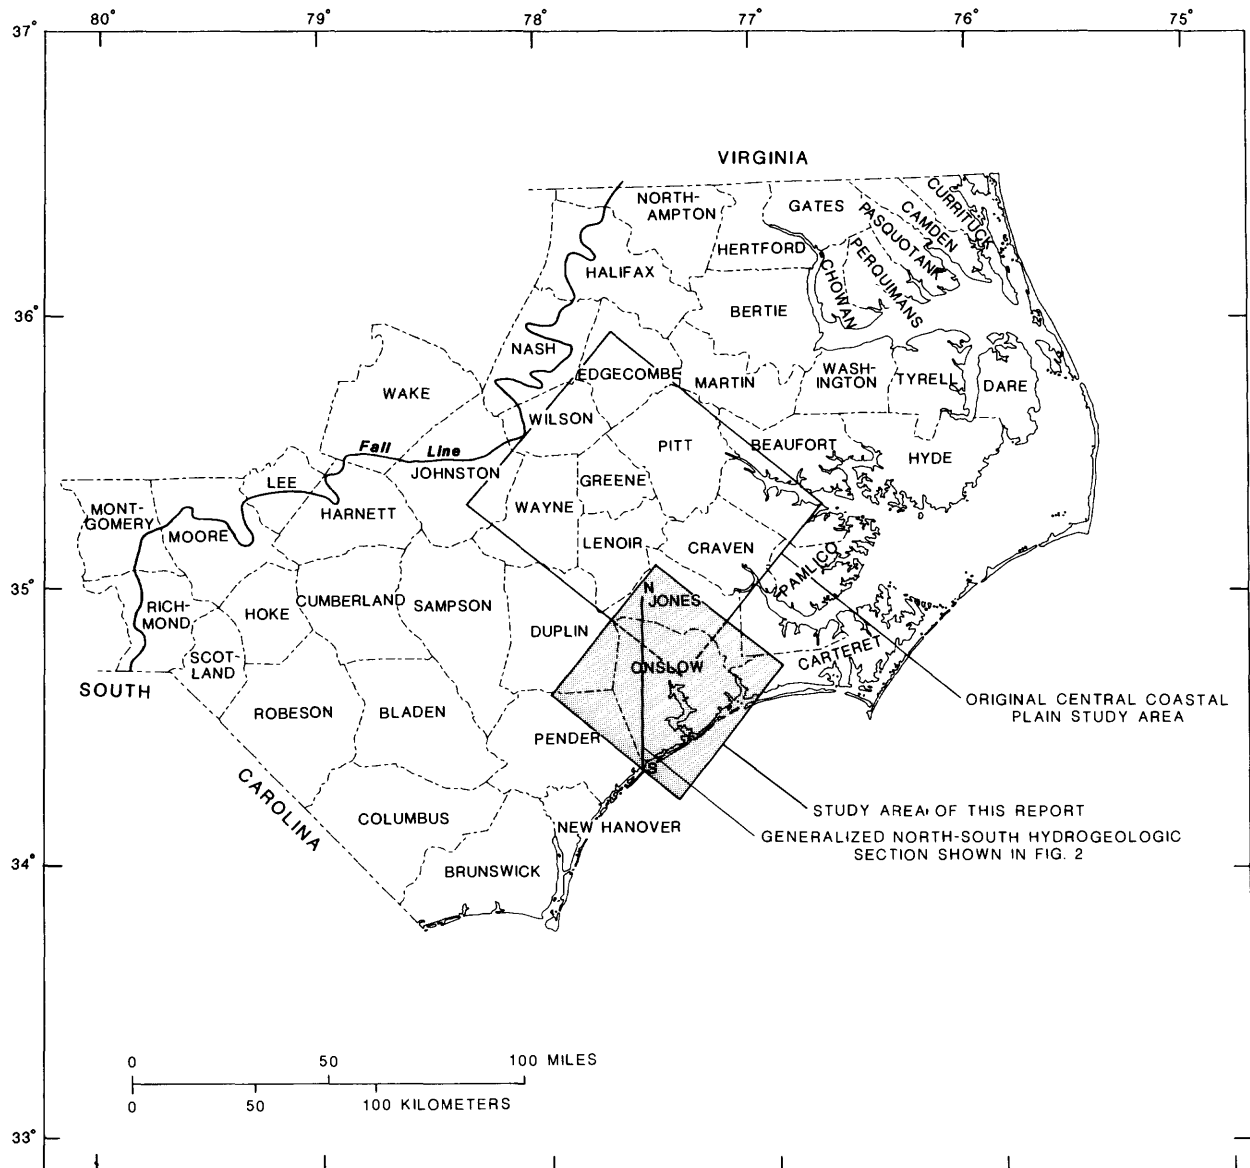 80° 79° 78° 77° 76° 75°
37°
VIRGINIA
NORTH-
AMPTON
GATES
PASQUOTANK
CAMDEN
CURRITUCK
HERTFORD
PERQUIMANS
CHOWAN
HALIFAX
BERTIE
36°
NASH
EDGECOMBE
MARTIN
WASH-
INGTON
TYRELL
DARE
WAKE
WILSON
PITT
BEAUFORT
HYDE
Fall Line
JOHNSTON
GREENE
LEE
MONT-
GOMERY
MOORE
HARNETT
WAYNE
LENOIR
CRAVEN
PAMLICO
35°
N
JONES
RICH-
MOND
HOKE
CUMBERLAND
SAMPSON
DUPLIN
SCOT-
LAND
ONSLOW
CARTERET
SOUTH
CAROLINA
ROBESON
BLADEN
PENDER
S
ORIGINAL CENTRAL COASTAL
PLAIN STUDY AREA
COLUMBUS
NEW HANOVER
STUDY AREA OF THIS REPORT
GENERALIZED NORTH-SOUTH HYDROGEOLOGIC
SECTION SHOWN IN FIG. 2
34°
BRUNSWICK
0 50 100 MILES
0 50 100 KILOMETERS
33°